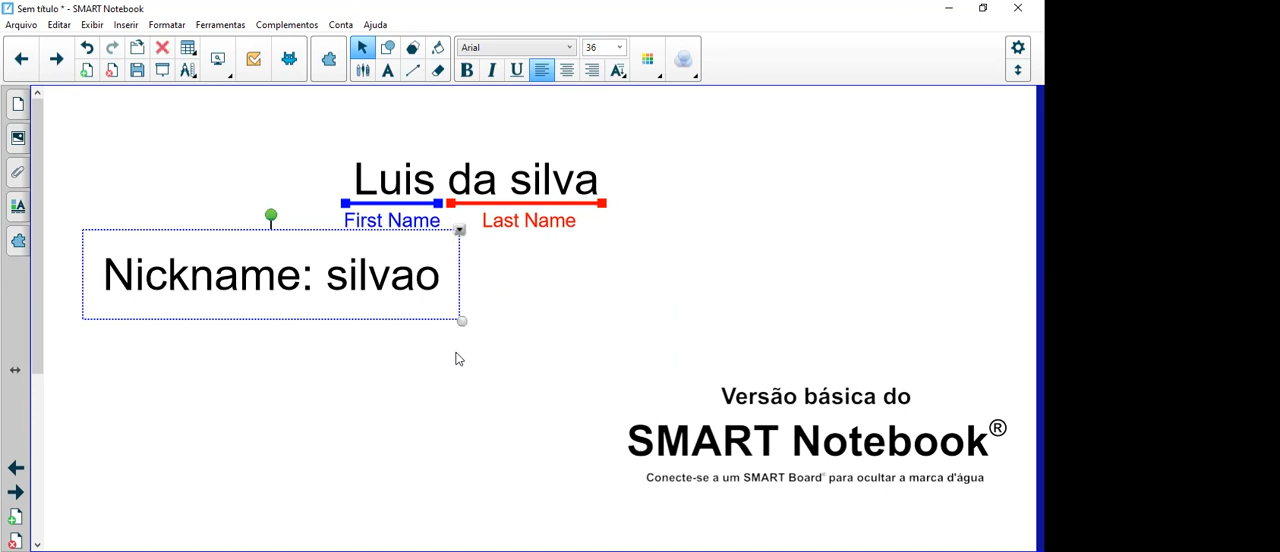 Sem título * - SMART Notebook
Arquivo Editar Exibir Inserir Formatar Ferramentas Complementos Conta Ajuda
Arial 36
B I U
Luis da silva
First Name Last Name
Nickname: silvao
Versão básica do
SMART Notebook®
Conecte-se a um SMART Board® para ocultar a marca d'água